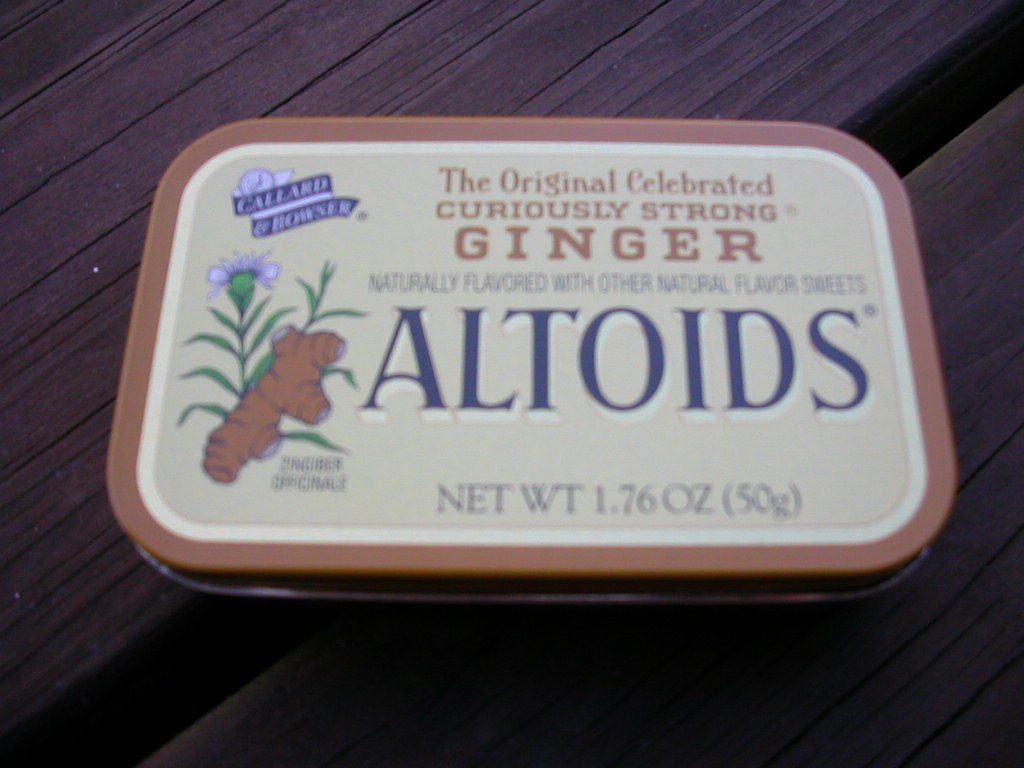 CALLARD
& BOWSER®
The Original Celebrated
CURIOUSLY STRONG®
GINGER
NATURALLY FLAVORED WITH OTHER NATURAL FLAVOR SWEETS
ALTOIDS®
ZINGIBER
OFFICINALE
NET WT 1.76 OZ (50g)